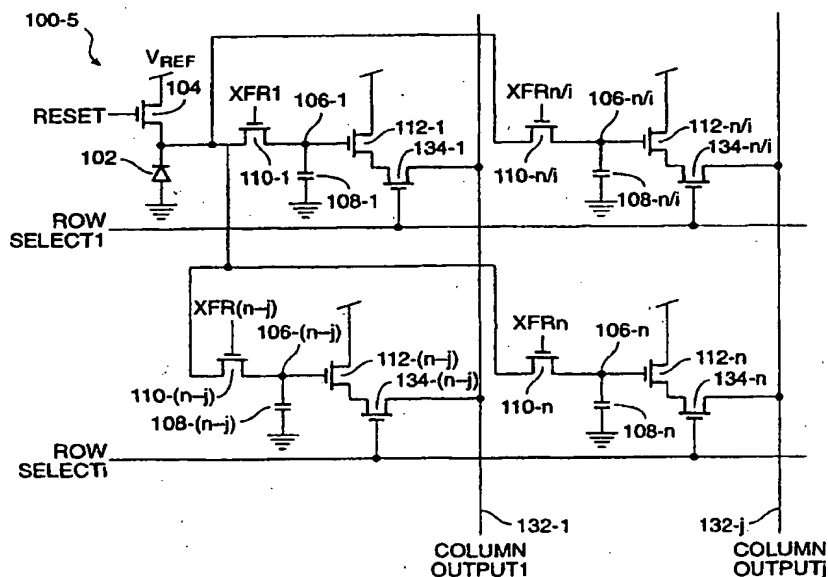 100-5
VREF
104
RESET
102
XFR1
106-1
112-1
134-1
110-1
108-1
XFRn/i
106-n/i
112-n/i
134-n/i
110-n/i
108-n/i
ROW
SELECT1
XFR(n–j)
106-(n–j)
112-(n–j)
134-(n–j)
110-(n–j)
108-(n–j)
XFRn
106-n
112-n
134-n
110-n
108-n
ROW
SELECTi
132-1
132-j
COLUMN
OUTPUT1
COLUMN
OUTPUTj